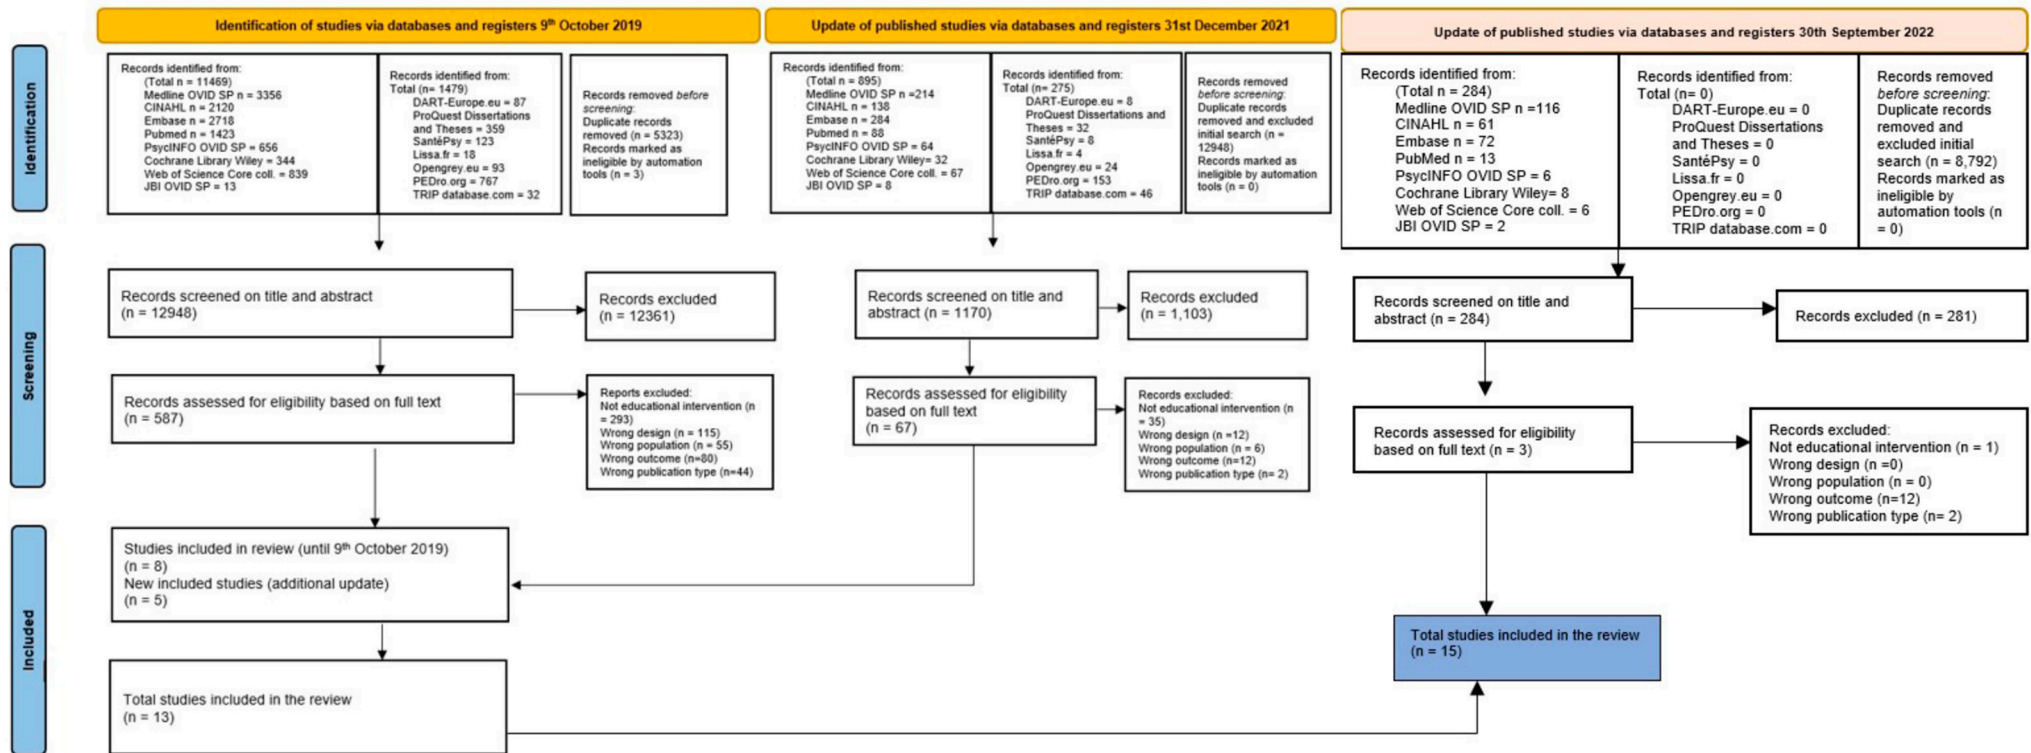 Identification of studies via databases and registers 9th October 2019
Update of published studies via databases and registers 31st December 2021
Update of published studies via databases and registers 30th September 2022
Identification
Records identified from:
(Total n = 11469)
Medline OVID SP n = 3356
CINAHL n = 2120
Embase n = 2718
Pubmed n = 1423
PsycINFO OVID SP = 656
Cochrane Library Wiley = 344
Web of Science Core coll. = 839
JBI OVID SP = 13
Records identified from:
Total (n= 1479)
DART-Europe.eu = 87
ProQuest Dissertations
and Theses = 359
SantéPsy = 123
Lissa.fr = 18
Opengrey.eu = 93
PEDro.org = 767
TRIP database.com = 32
Records removed before
screening:
Duplicate records
removed (n = 5323)
Records marked as
ineligible by automation
tools (n = 3)
Records identified from:
(Total n = 895)
Medline OVID SP n =214
CINAHL n = 138
Embase n = 284
Pubmed n = 88
PsycINFO OVID SP = 64
Cochrane Library Wiley= 32
Web of Science Core coll. = 67
JBI OVID SP = 8
Records identified from:
Total (n= 275)
DART-Europe.eu = 8
ProQuest Dissertations and
Theses = 32
SantéPsy = 8
Lissa.fr = 4
Opengrey.eu = 24
PEDro.org = 153
TRIP database.com = 46
Records removed
before screening:
Duplicate records
removed and excluded
initial search (n =
12948)
Records marked as
ineligible by automation
tools (n = 0)
Records identified from:
(Total n = 284)
Medline OVID SP n =116
CINAHL n = 61
Embase n = 72
PubMed n = 13
PsycINFO OVID SP = 6
Cochrane Library Wiley= 8
Web of Science Core coll. = 6
JBI OVID SP = 2
Records identified from:
Total (n= 0)
DART-Europe.eu = 0
ProQuest Dissertations
and Theses = 0
SantéPsy = 0
Lissa.fr = 0
Opengrey.eu = 0
PEDro.org = 0
TRIP database.com = 0
Records removed
before screening:
Duplicate records
removed and
excluded initial
search (n = 8,792)
Records marked as
ineligible by
automation tools (n
= 0)
Screening
Records screened on title and abstract
(n = 12948)
Records excluded
(n = 12361)
Records screened on title and
abstract (n = 1170)
Records excluded
(n = 1,103)
Records screened on title and
abstract (n = 284)
Records excluded (n = 281)
Records assessed for eligibility based on full text
(n = 587)
Reports excluded:
Not educational intervention (n
= 293)
Wrong design (n = 115)
Wrong population (n = 55)
Wrong outcome (n=80)
Wrong publication type (n=44)
Records assessed for eligibility
based on full text
(n = 67)
Records excluded:
Not educational intervention (n
= 35)
Wrong design (n =12)
Wrong population (n = 6)
Wrong outcome (n=12)
Wrong publication type (n= 2)
Records assessed for eligibility
based on full text (n = 3)
Records excluded:
Not educational intervention (n = 1)
Wrong design (n =0)
Wrong population (n = 0)
Wrong outcome (n=12)
Wrong publication type (n= 2)
Included
Studies included in review (until 9th October 2019)
(n = 8)
New included studies (additional update)
(n = 5)
Total studies included in the review
(n = 13)
Total studies included in the review
(n = 15)